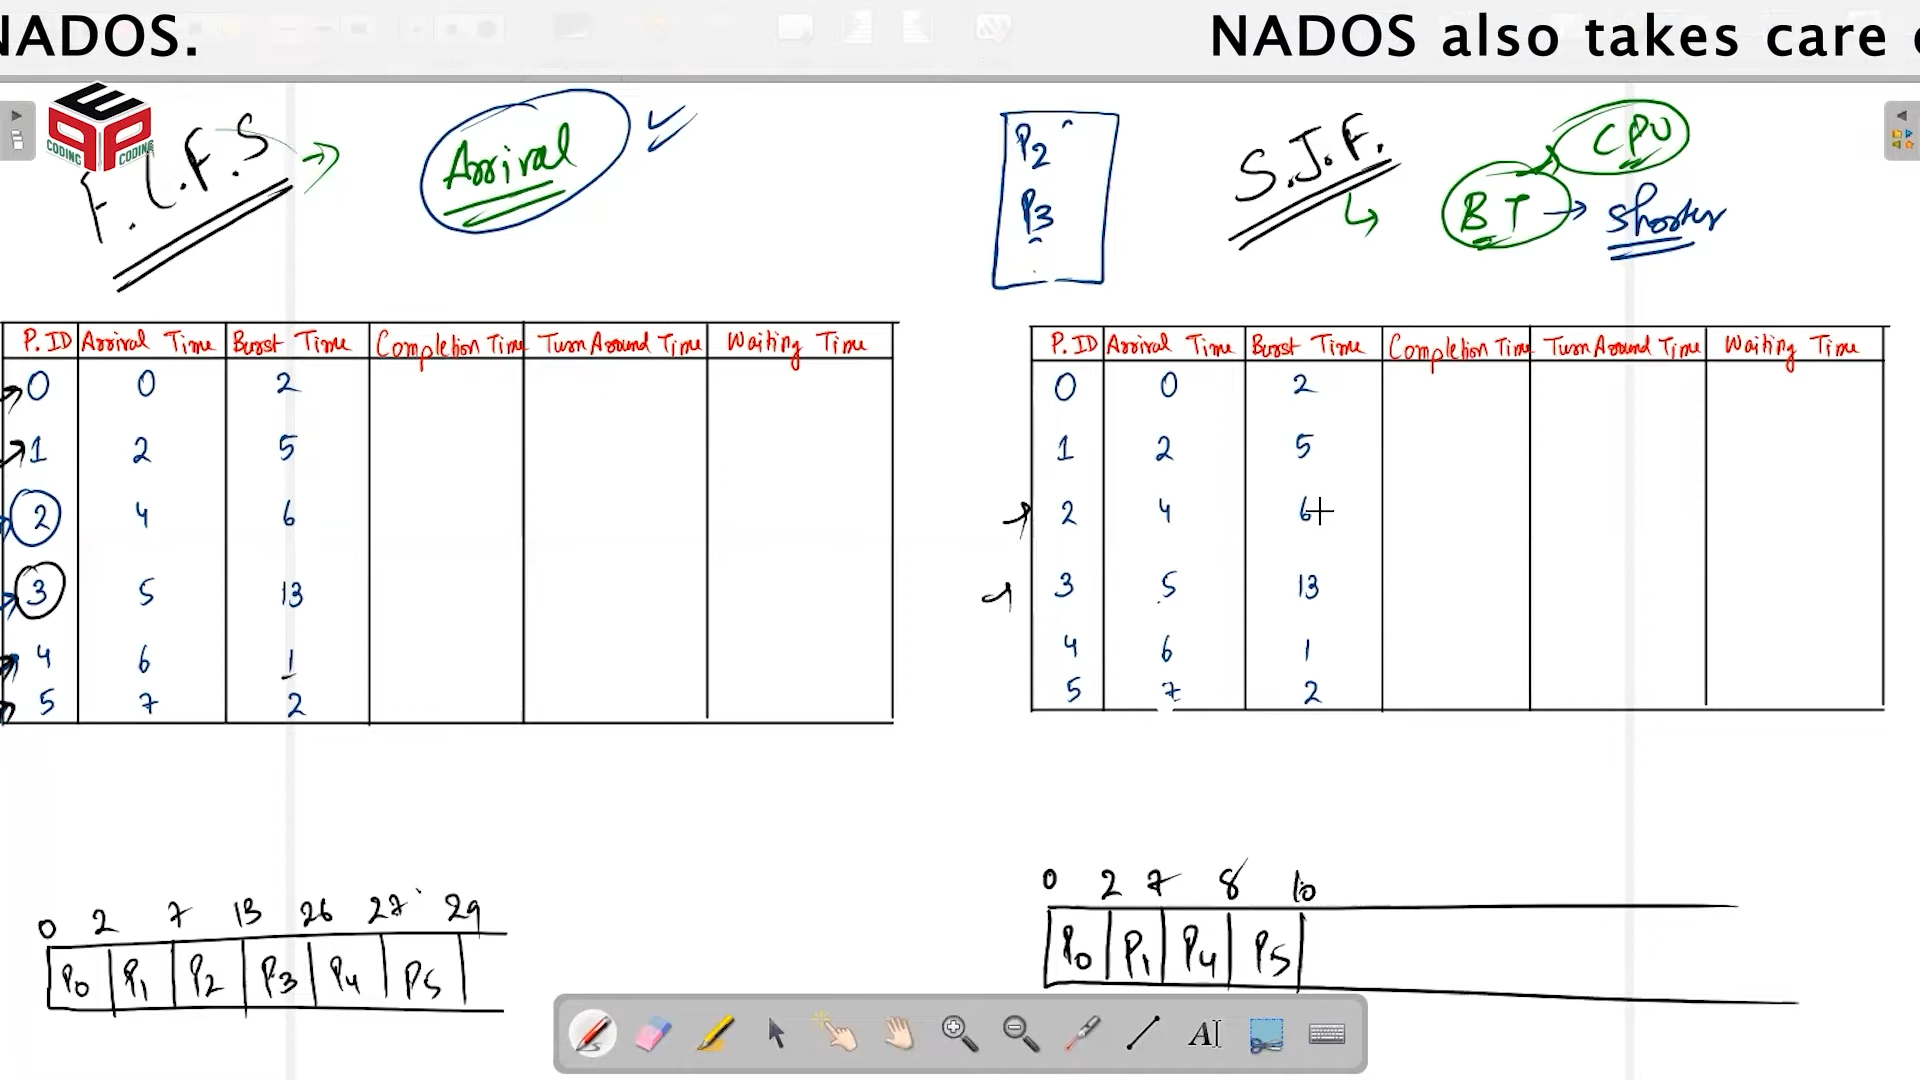 NADOS. NADOS also takes care
CODING CODING
F.C.F.S → Arrival
P2
P3
S.J.F.
CPU
BT → Shorter
P.ID Arrival Time Burst Time Completion Time Turn Around Time Waiting Time
0 0 2
1 2 5
2 4 6
3 5 13
4 6 1
5 7 2
P.ID Arrival Time Burst Time Completion Time Turn Around Time Waiting Time
0 0 2
1 2 5
2 4 6
3 5 13
4 6 1
5 7 2
0 2 7 13 26 27 29
P0 P1 P2 P3 P4 P5
0 2 7 8 10
P0 P1 P4 P5